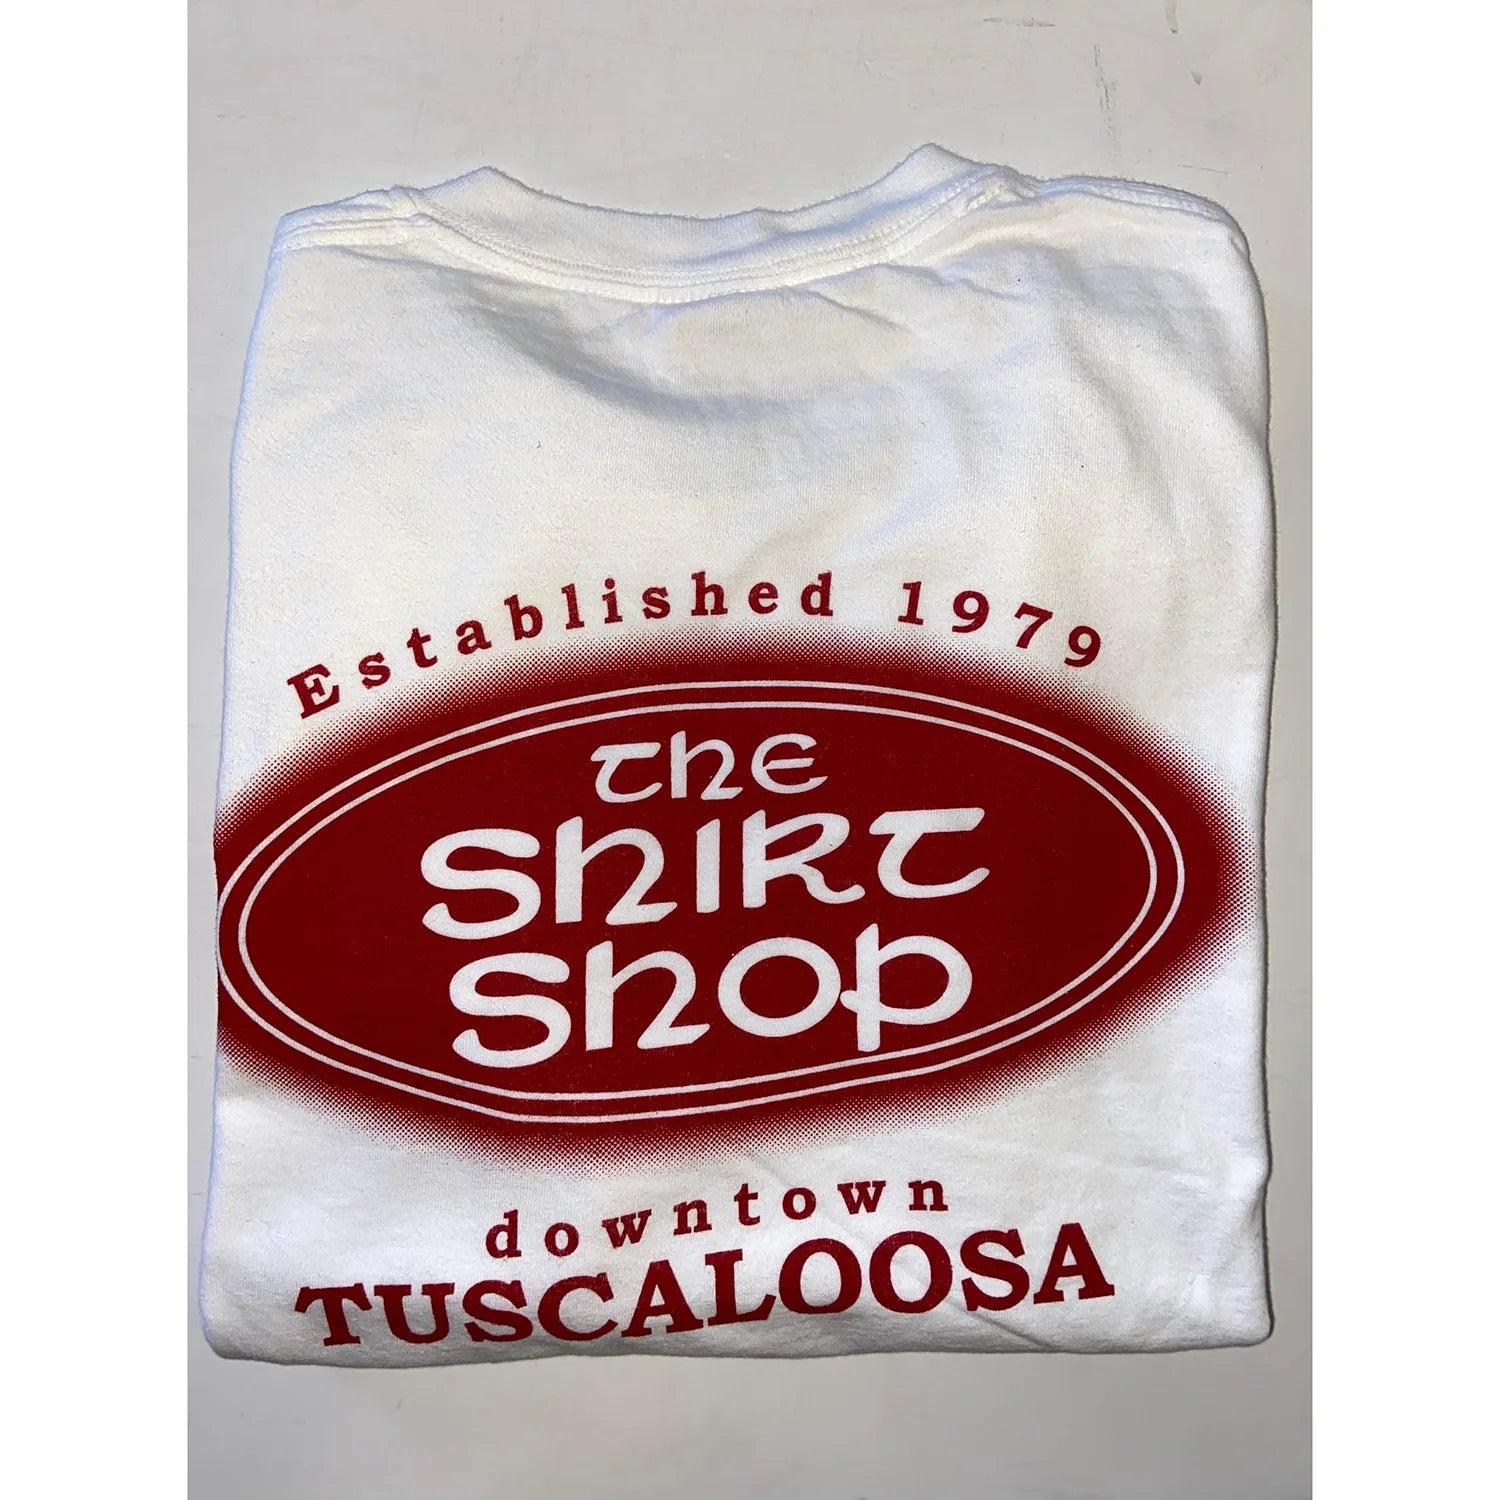 Established 1979
THE
SHIRT
SHOP
downtown
TUSCALOOSA